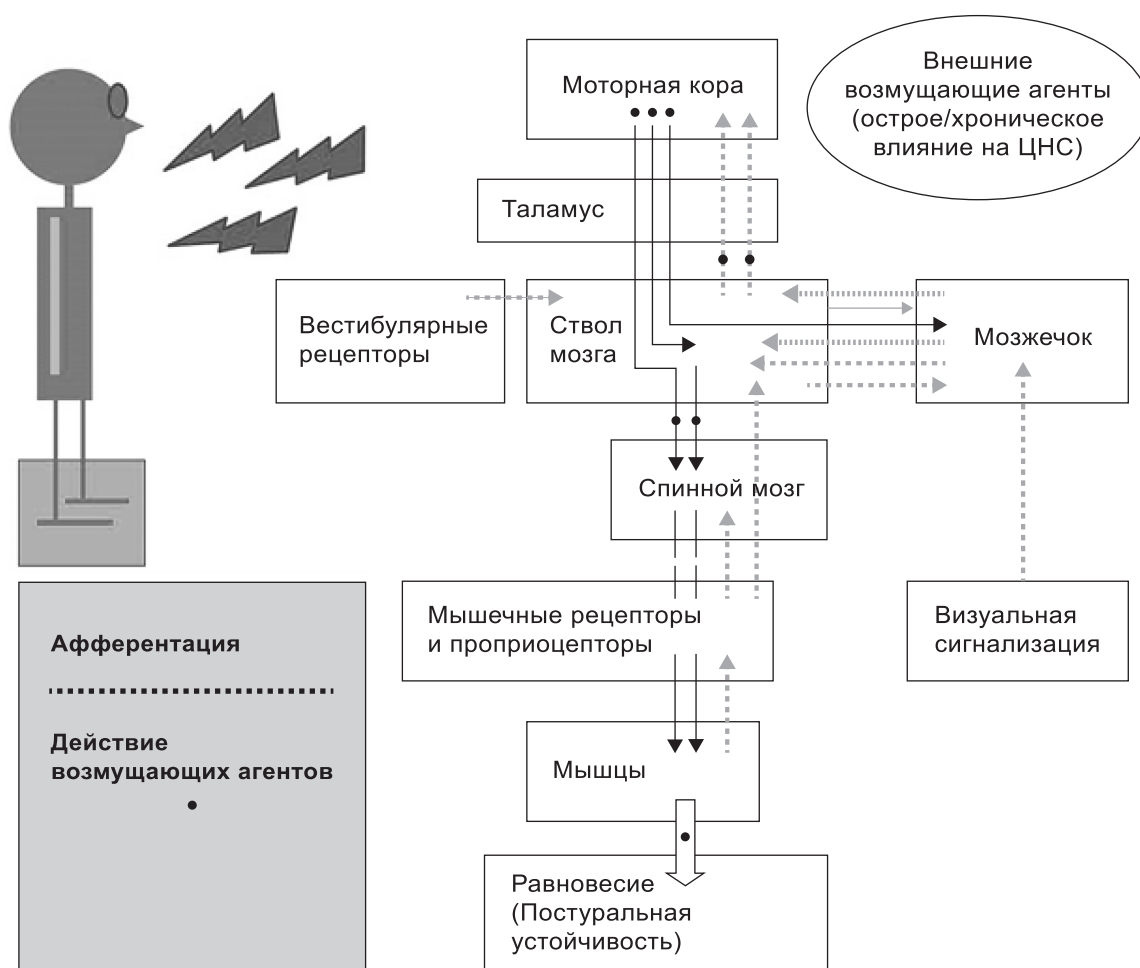 Моторная кора
Внешние
возмущающие агенты
(острое/хроническое
влияние на ЦНС)
Таламус
Вестибулярные
рецепторы
Ствол
мозга
Мозжечок
Спинной мозг
Мышечные рецепторы
и проприоцепторы
Визуальная
сигнализация
Афферентация
Действие
возмущающих агентов
Мышцы
Равновесие
(Постуральная
устойчивость)